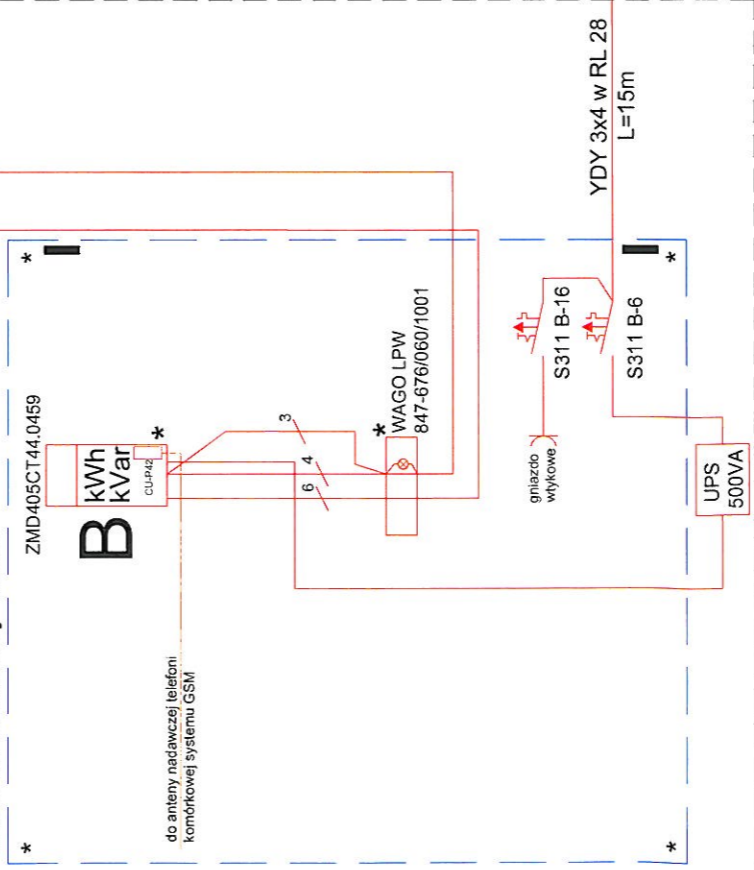 ZMD405CT44.0459
B
kWh
kVar
CU-P42
*
*
*
*
*
*
do anteny nadawczej telefoni
komórkowej systemu GSM
6
4
3
WAGO LPW
847-676/060/1001
gniazdo
wtykowe
S311 B-16
S311 B-6
UPS
500VA
YDY 3x4 w RL 28
L=15m